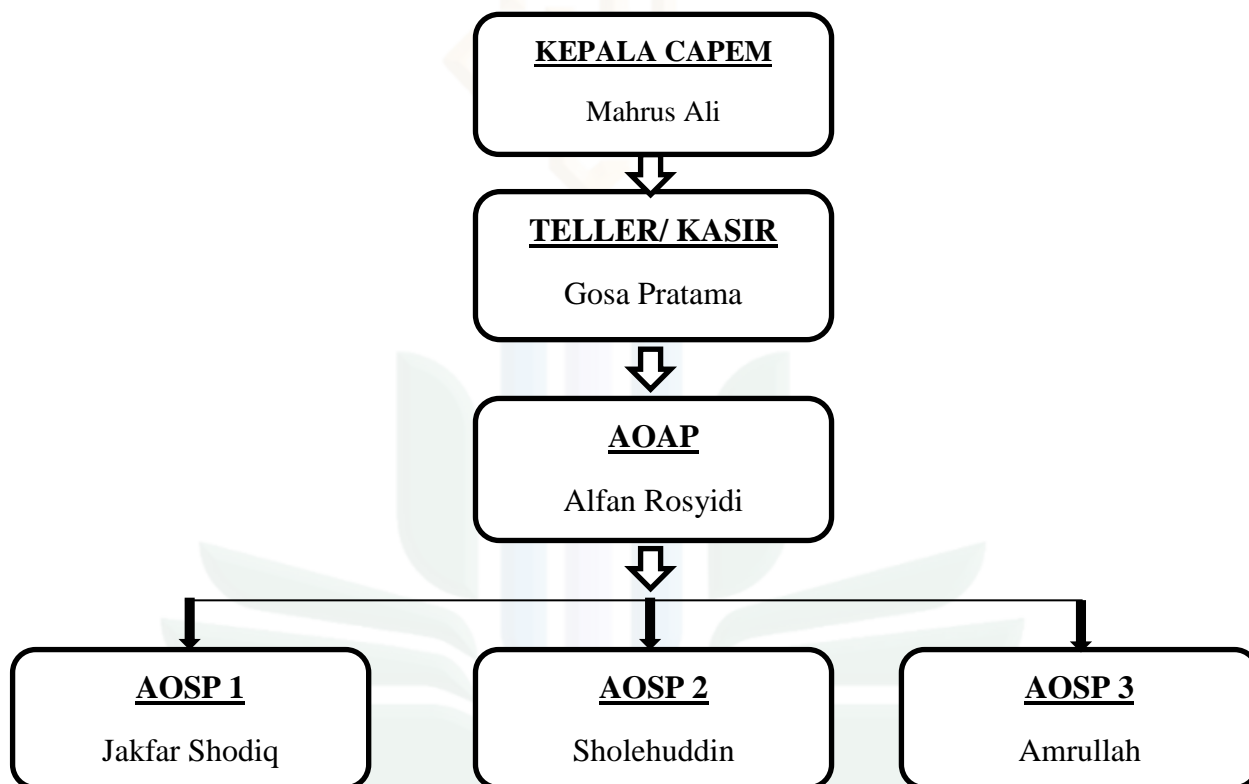 KEPALA CAPEM
Mahrus Ali
TELLER/ KASIR
Gosa Pratama
AOAP
Alfan Rosyidi
AOSP 1
Jakfar Shodiq
AOSP 2
Sholehuddin
AOSP 3
Amrullah